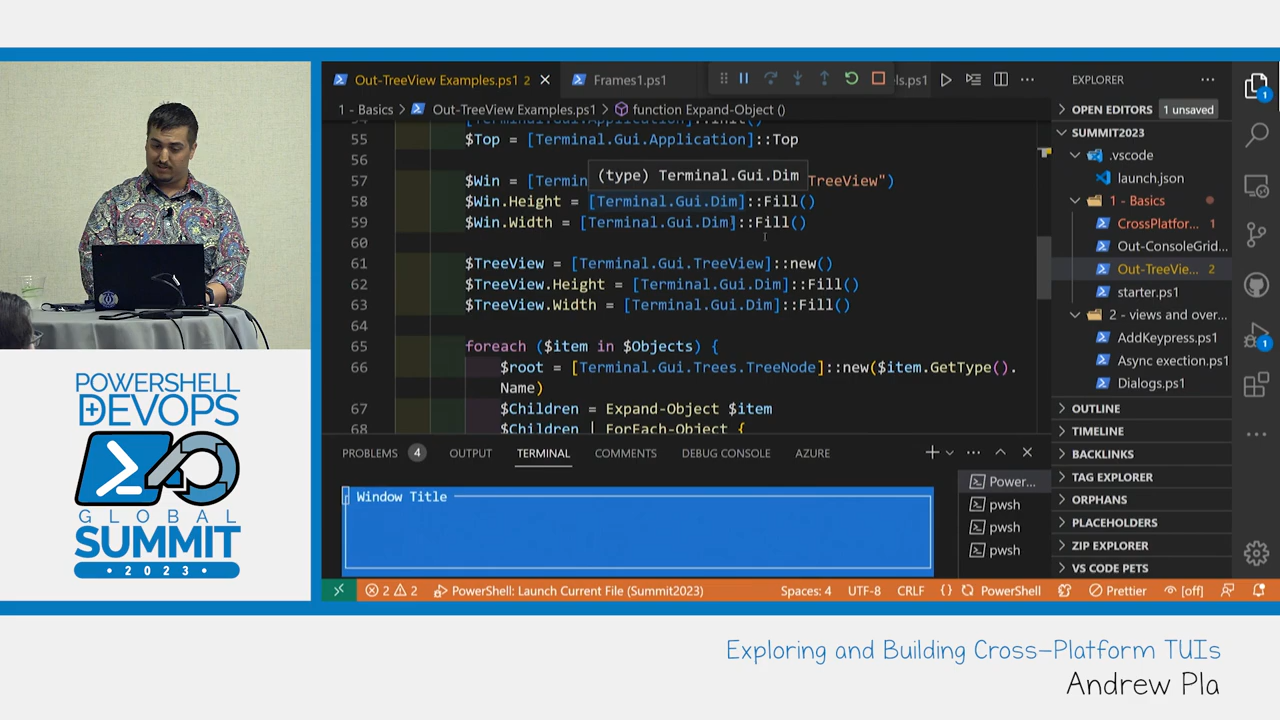 Out-TreeView Examples.ps1 2
Frames1.ps1
ls.ps1
EXPLORER
1 - Basics > Out-TreeView Examples.ps1 > function Expand-Object ()
55 $Top = [Terminal.Gui.Application]::Top
56
(type) Terminal.Gui.Dim
57 $Win = [Termin TreeView")
58 $Win.Height = [Terminal.Gui.Dim]::Fill()
59 $Win.Width = [Terminal.Gui.Dim]::Fill()
60
61 $TreeView = [Terminal.Gui.TreeView]::new()
62 $TreeView.Height = [Terminal.Gui.Dim]::Fill()
63 $TreeView.Width = [Terminal.Gui.Dim]::Fill()
64
65 foreach ($item in $Objects) {
66 $root = [Terminal.Gui.Trees.TreeNode]::new($item.GetType().
Name)
67 $Children = Expand-Object $item
68 $Children | ForEach-Object {
OPEN EDITORS 1 unsaved
SUMMIT2023
.vscode
launch.json
1 - Basics
CrossPlatfor... 1
Out-ConsoleGrid...
Out-TreeVie... 2
starter.ps1
2 - views and over...
AddKeypress.ps1
Async exection.ps1
Dialogs.ps1
OUTLINE
TIMELINE
BACKLINKS
TAG EXPLORER
ORPHANS
PLACEHOLDERS
ZIP EXPLORER
VS CODE PETS
1
1
PROBLEMS 4 OUTPUT TERMINAL COMMENTS DEBUG CONSOLE AZURE
Window Title
Power...
pwsh
pwsh
pwsh
2 2 PowerShell: Launch Current File (Summit2023) Spaces: 4 UTF-8 CRLF {} PowerShell Prettier [off]
POWERSHELL
+DEVOPS
GLOBAL
SUMMIT
2023
Exploring and Building Cross-Platform TUIs
Andrew Pla